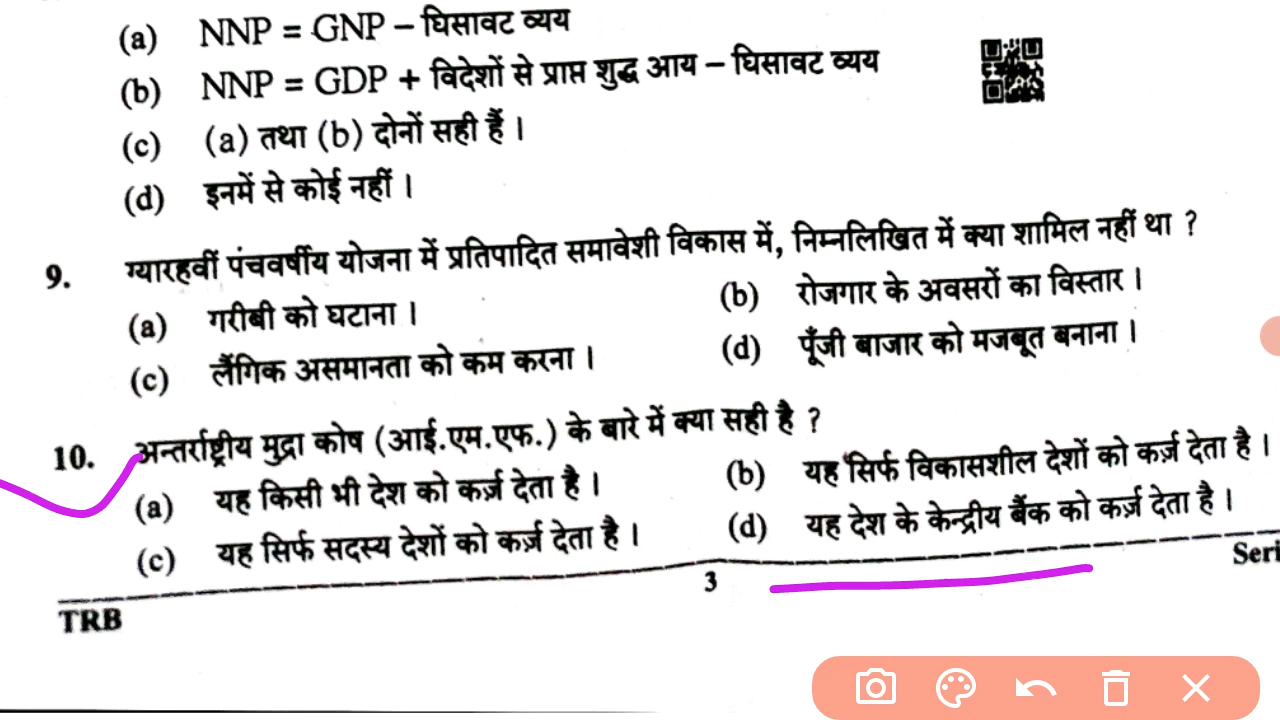 (a) NNP = GNP – घिसावट व्यय
(b) NNP = GDP + विदेशों से प्राप्त शुद्ध आय – घिसावट व्यय
(c) (a) तथा (b) दोनों सही हैं ।
(d) इनमें से कोई नहीं ।
9. ग्यारहवीं पंचवर्षीय योजना में प्रतिपादित समावेशी विकास में, निम्नलिखित में क्या शामिल नहीं था ?
(a) गरीबी को घटाना ।
(b) रोजगार के अवसरों का विस्तार ।
(c) लैंगिक असमानता को कम करना ।
(d) पूँजी बाजार को मजबूत बनाना ।
10. अन्तर्राष्ट्रीय मुद्रा कोष (आई.एम.एफ.) के बारे में क्या सही है ?
(a) यह किसी भी देश को कर्ज़ देता है ।
(b) यह सिर्फ विकासशील देशों को कर्ज़ देता है ।
(c) यह सिर्फ सदस्य देशों को कर्ज़ देता है ।
(d) यह देश के केन्द्रीय बैंक को कर्ज़ देता है ।
TRB 3 Seri